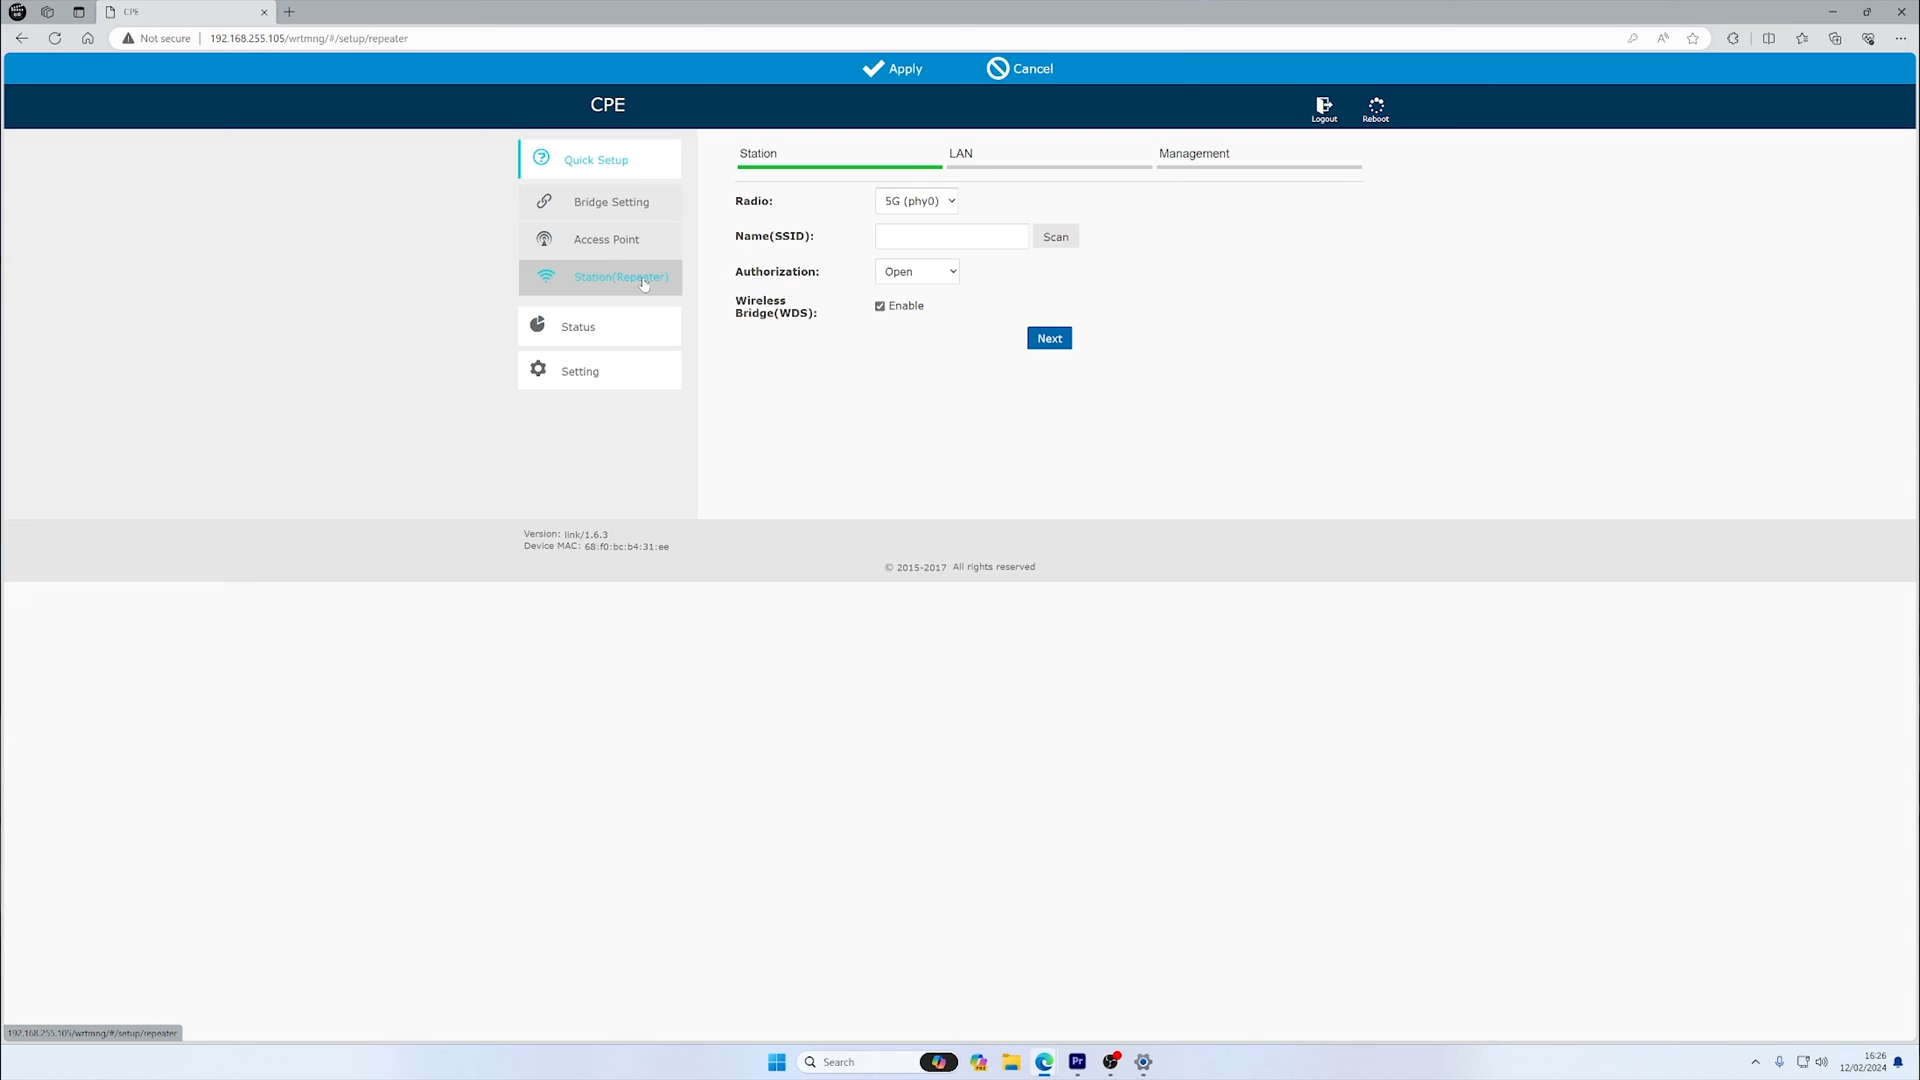 CPE
Not secure
192.168.255.105/wrtmng/#/setup/repeater
Apply
Cancel
CPE
Logout
Reboot
Quick Setup
Bridge Setting
Access Point
Station(Repeater)
Status
Setting
Station
LAN
Management
Radio:
5G (phy0)
Name(SSID):
Scan
Authorization:
Open
Wireless
Bridge(WDS):
Enable
Next
Version: link/1.6.3
Device MAC: 68:f0:bc:b4:31:ee
© 2015-2017 All rights reserved
192.168.255.105/wrtmng/#/setup/repeater
Search
PRE
Pr
16:26
12/02/2024